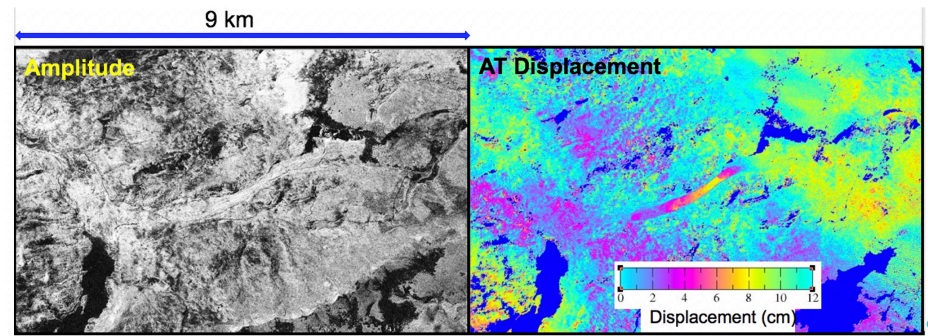 9 km
Amplitude
AT Displacement
0 2 4 6 8 10 12
Displacement (cm)